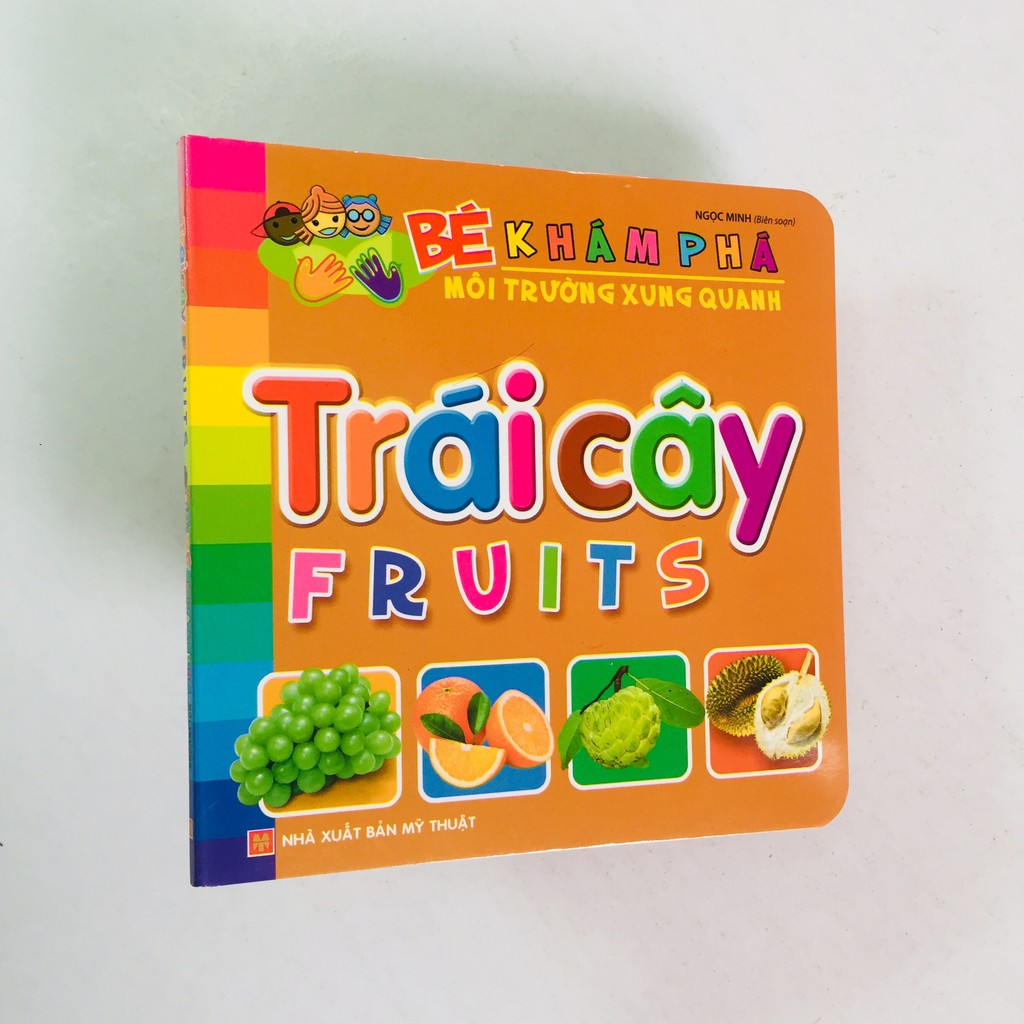 NGỌC MINH (Biên soạn)
BÉ KHÁM PHÁ
MÔI TRƯỜNG XUNG QUANH
Trái cây
FRUITS
NHÀ XUẤT BẢN MỸ THUẬT